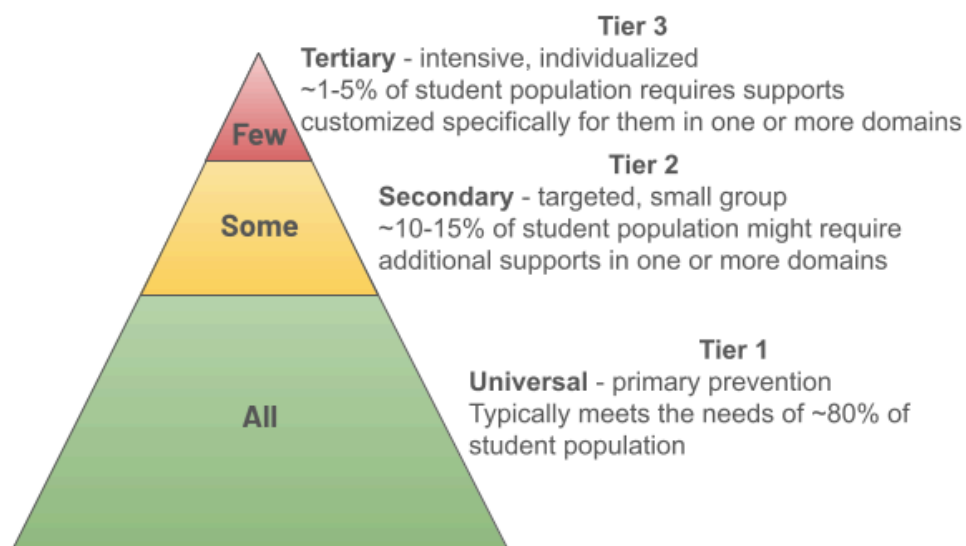 Tier 3
Tertiary - intensive, individualized
~1-5% of student population requires supports
customized specifically for them in one or more domains
Few
Tier 2
Secondary - targeted, small group
~10-15% of student population might require
additional supports in one or more domains
Some
Tier 1
Universal - primary prevention
Typically meets the needs of ~80% of
student population
All